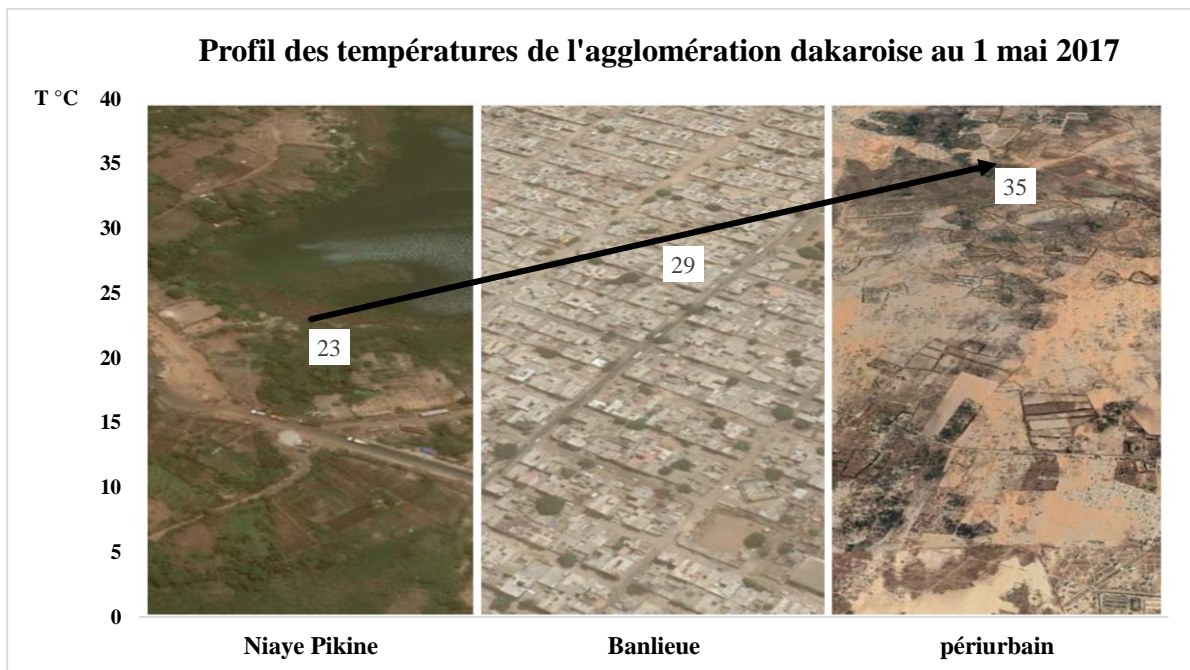 Profil des températures de l'agglomération dakaroise au 1 mai 2017
T °C
40
35
30
25
20
15
10
5
0
23
29
35
Niaye Pikine
Banlieue
périurbain